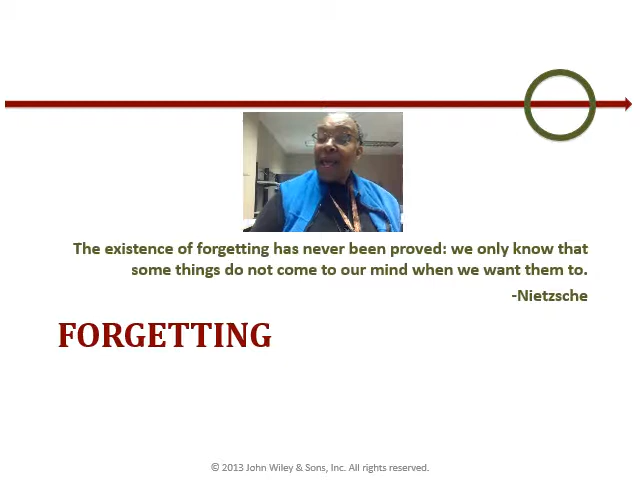 The existence of forgetting has never been proved: we only know that
some things do not come to our mind when we want them to.
-Nietzsche
FORGETTING
© 2013 John Wiley & Sons, Inc. All rights reserved.